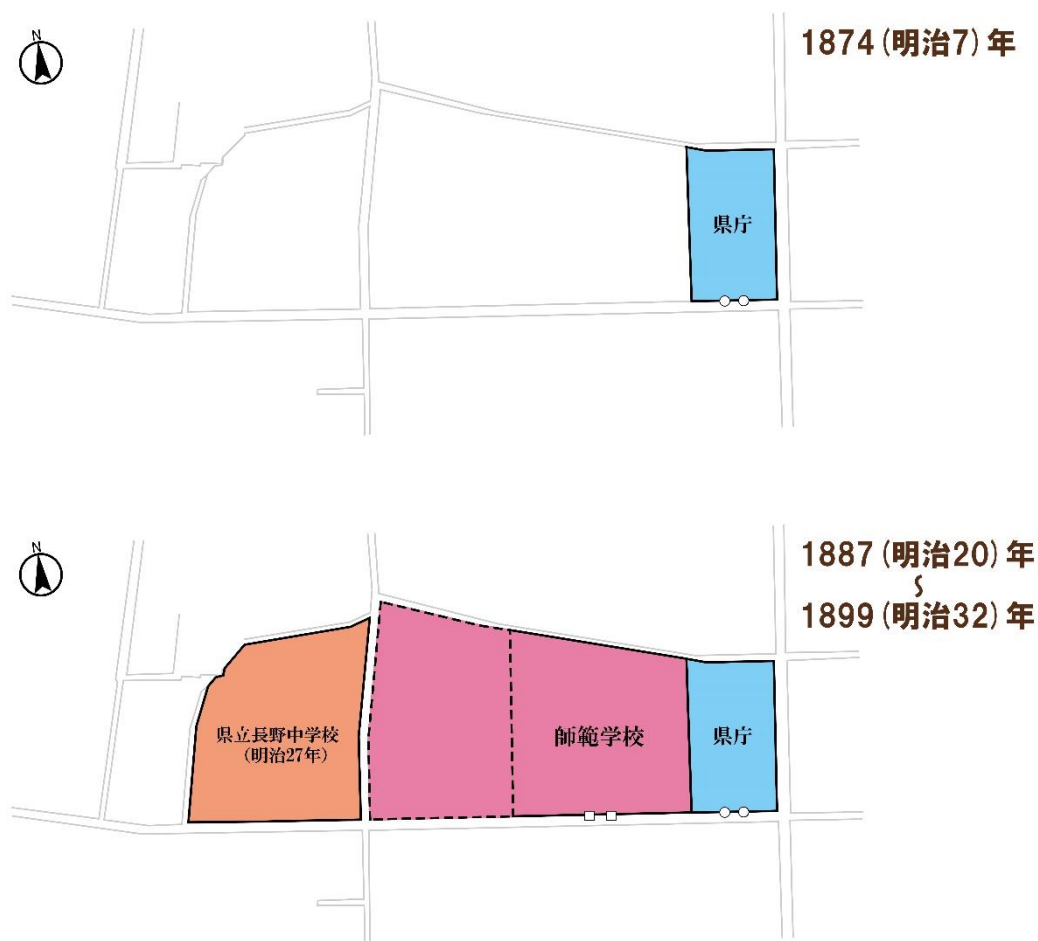 N
1874(明治7)年
県庁
N
1887(明治20)年
〜
1899(明治32)年
県立長野中学校
(明治27年)
師範学校
県庁